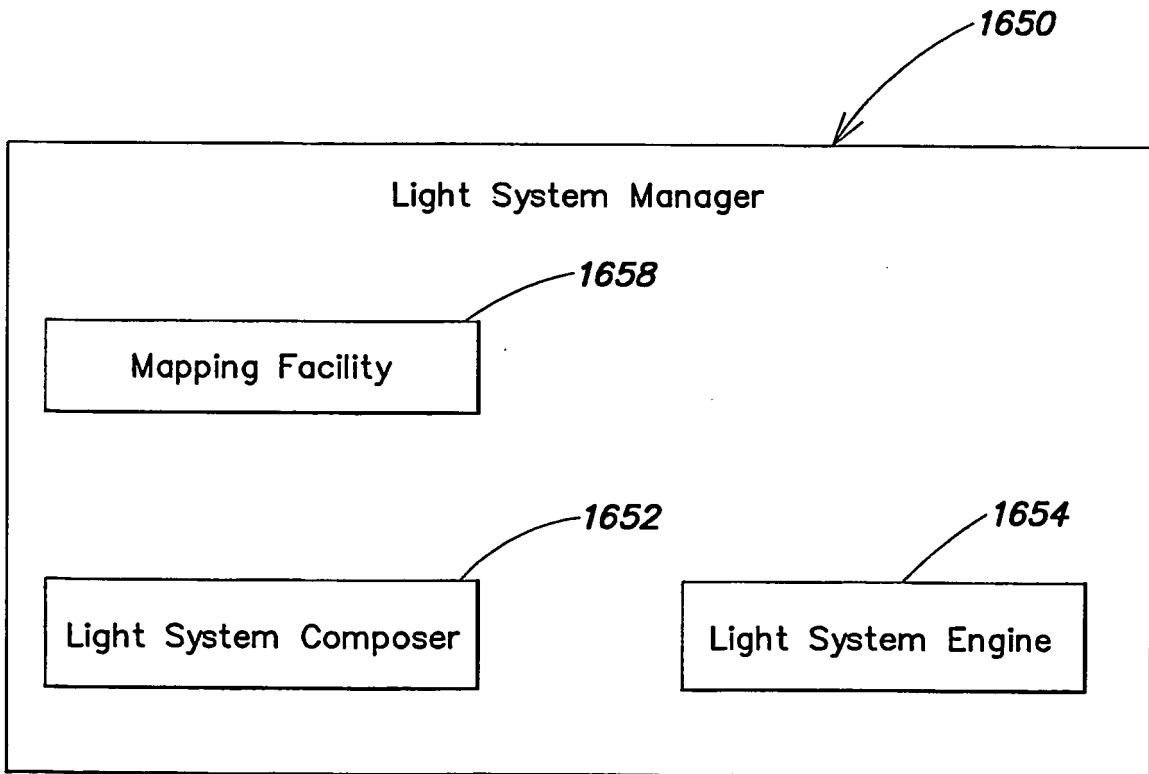 1650
Light System Manager
1658
Mapping Facility
1652
1654
Light System Composer
Light System Engine